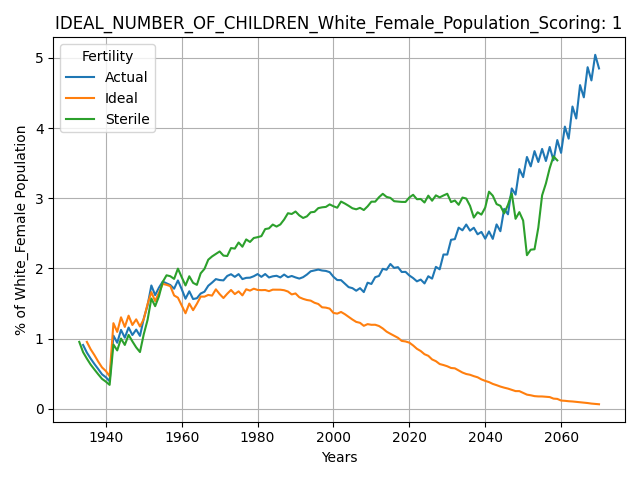 IDEAL_NUMBER_OF_CHILDREN_White_Female_Population_Scoring: 1
Fertility
Actual
Ideal
Sterile
% of White_Female Population
5
4
3
2
1
0
1940 1960 1980 2000 2020 2040 2060
Years